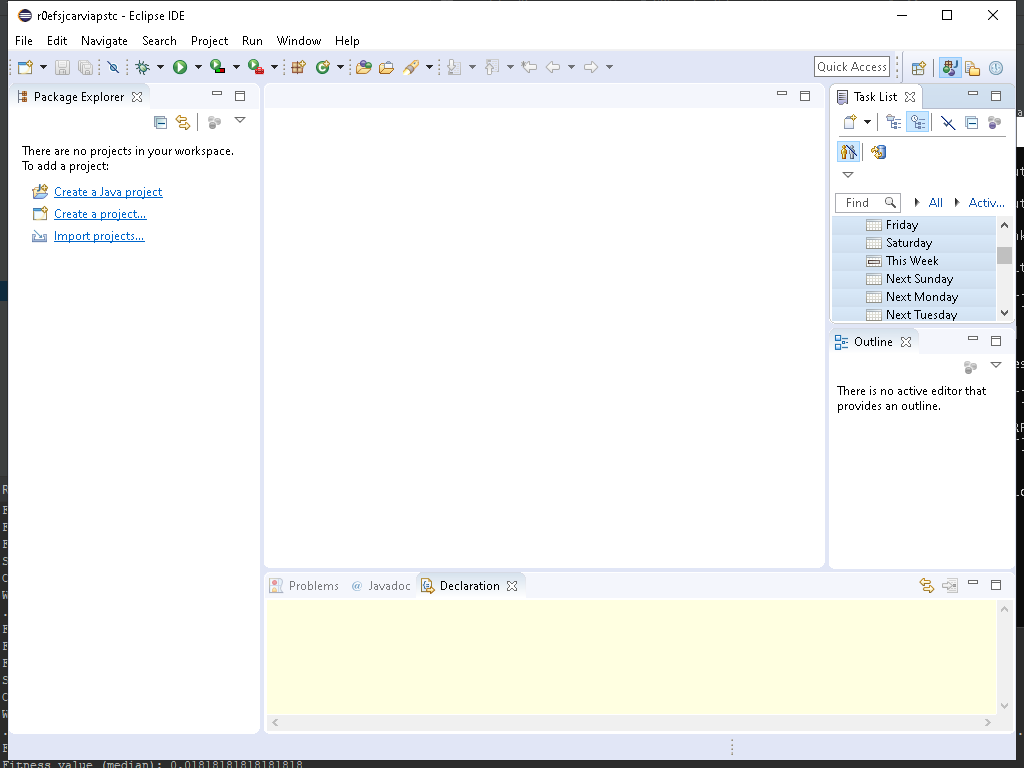 r0efsjcarviapstc - Eclipse IDE
File Edit Navigate Search Project Run Window Help
Quick Access
Package Explorer
There are no projects in your workspace.
To add a project:
Create a Java project
Create a project...
Import projects...
Task List
Find All Activ...
Friday
Saturday
This Week
Next Sunday
Next Monday
Next Tuesday
Outline
There is no active editor that
provides an outline.
Problems @ Javadoc Declaration
Fitness value (median): 0.01818181818181818